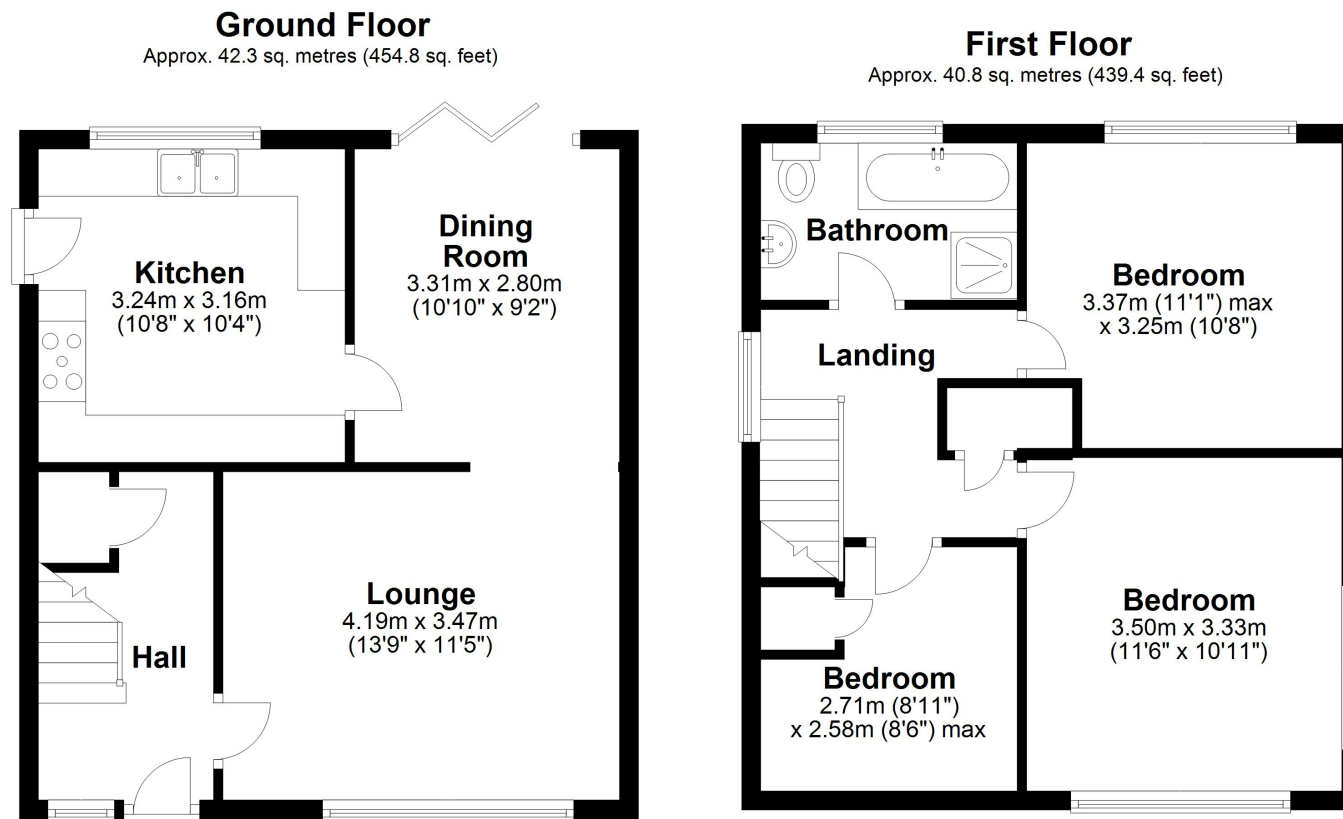 Ground Floor
Approx. 42.3 sq. metres (454.8 sq. feet)
Kitchen
3.24m x 3.16m
(10'8" x 10'4")
Dining
Room
3.31m x 2.80m
(10'10" x 9'2")
Lounge
4.19m x 3.47m
(13'9" x 11'5")
Hall
First Floor
Approx. 40.8 sq. metres (439.4 sq. feet)
Bathroom
Bedroom
3.37m (11'1") max
x 3.25m (10'8")
Landing
Bedroom
3.50m x 3.33m
(11'6" x 10'11")
Bedroom
2.71m (8'11")
x 2.58m (8'6") max